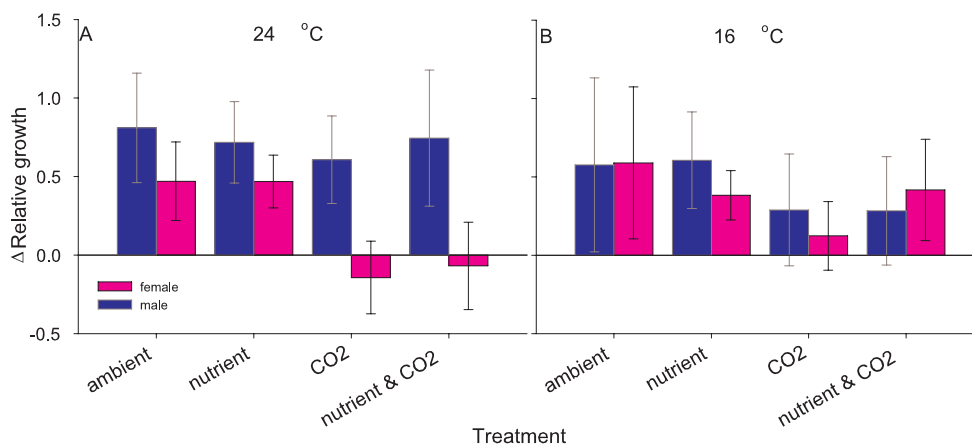 A 24 °C
B 16 °C
1.5
1.0
0.5
0.0
-0.5
Δ Relative growth
female
male
ambient
nutrient
CO2
nutrient & CO2
ambient
nutrient
CO2
nutrient & CO2
Treatment